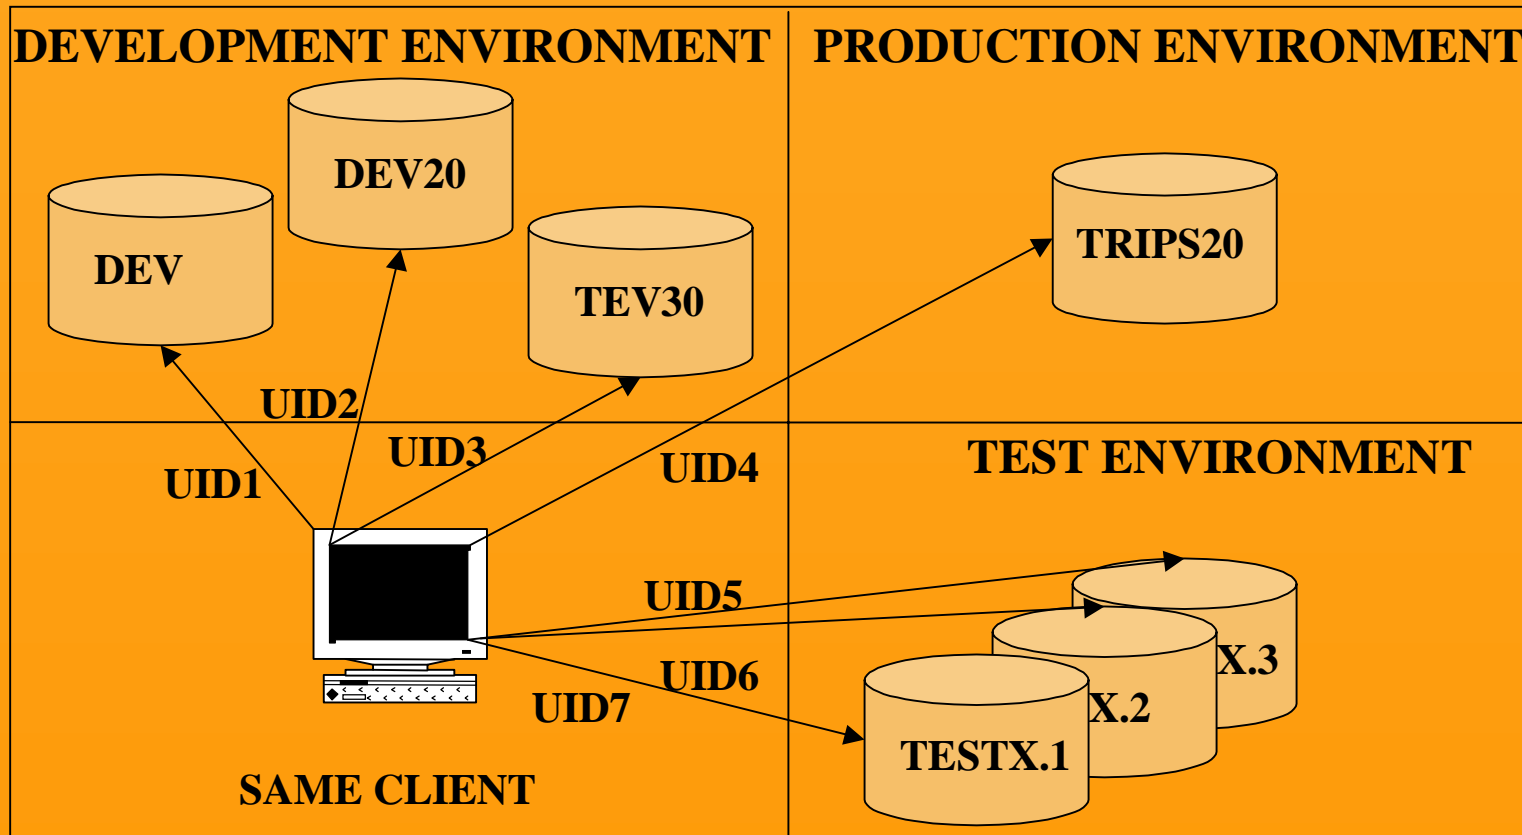 DEVELOPMENT ENVIRONMENT
PRODUCTION ENVIRONMENT
DEV20
DEV
TEV30
TRIPS20
UID2
UID3
UID1
UID4
TEST ENVIRONMENT
UID5
UID6
UID7
X.3
X.2
TESTX.1
SAME CLIENT